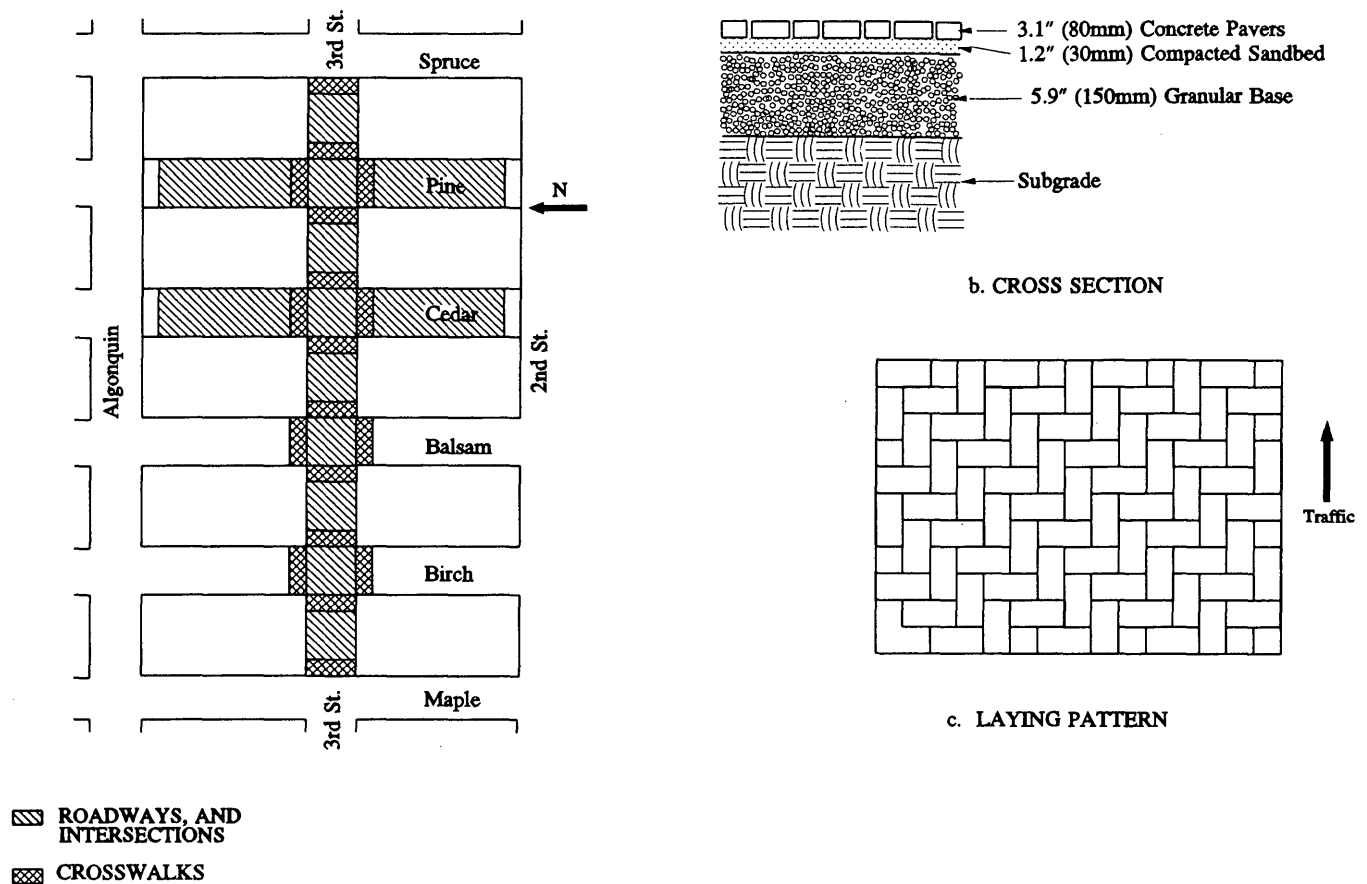 3rd St.
Spruce
Pine
N
Cedar
Algonquin
2nd St.
Balsam
Birch
3rd St.
Maple
ROADWAYS, AND
INTERSECTIONS
CROSSWALKS
3.1" (80mm) Concrete Pavers
1.2" (30mm) Compacted Sandbed
5.9" (150mm) Granular Base
Subgrade
b. CROSS SECTION
Traffic
c. LAYING PATTERN